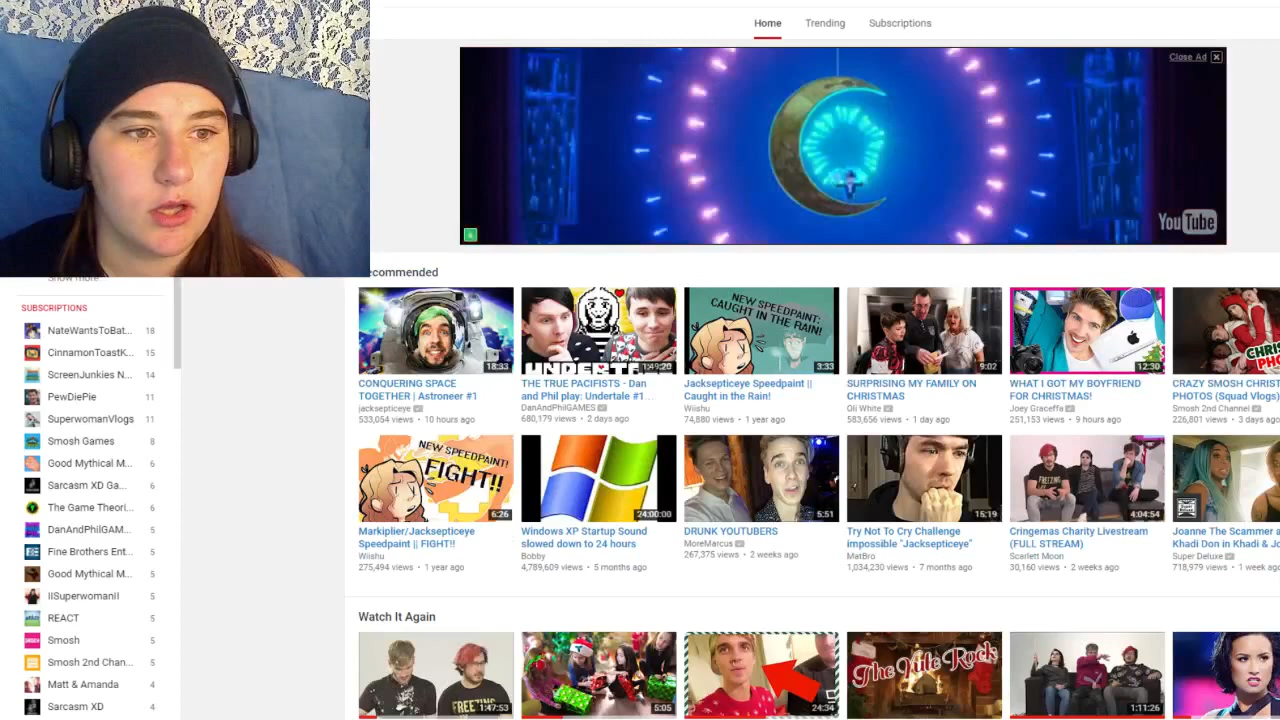 Home
Trending
Subscriptions
Close Ad
YouTube
Recommended
Show more...
SUBSCRIPTIONS
NateWantsToBat... 18
CinnamonToastK... 15
ScreenJunkies N... 14
PewDiePie 11
SuperwomanVlogs 11
Smosh Games 8
Good Mythical M... 6
Sarcasm XD Ga... 6
The Game Theori... 6
DanAndPhilGAM... 5
Fine Brothers Ent... 5
Good Mythical M... 5
IISuperwomanII 5
REACT 5
Smosh 5
Smosh 2nd Chan... 5
Matt & Amanda 4
Sarcasm XD 4
18:33
CONQUERING SPACE
TOGETHER | Astroneer #1
jacksepticeye
533,054 views • 10 hours ago
UNDERTA
1:49:20
THE TRUE PACIFISTS - Dan
and Phil play: Undertale #1...
DanAndPhilGAMES
680,179 views • 2 days ago
NEW SPEEDPAINT:
CAUGHT IN THE RAIN!
3:33
Jacksepticeye Speedpaint ||
Caught in the Rain!
Wiishu
74,880 views • 1 year ago
9:02
SURPRISING MY FAMILY ON
CHRISTMAS
Oli White
583,656 views • 1 day ago
12:30
WHAT I GOT MY BOYFRIEND
FOR CHRISTMAS!
Joey Graceffa
251,153 views • 9 hours ago
CHRIS
PHO
CRAZY SMOSH CHRIST
PHOTOS (Squad Vlogs)
Smosh 2nd Channel
226,801 views • 3 days ago
NEW SPEEDPAINT!
FIGHT!!
6:26
Markiplier/Jacksepticeye
Speedpaint || FIGHT!!
Wiishu
275,494 views • 1 year ago
24:00:00
Windows XP Startup Sound
slowed down to 24 hours
Bobby
4,789,609 views • 5 months ago
5:51
DRUNK YOUTUBERS
MoreMarcus
267,375 views • 2 weeks ago
15:19
Try Not To Cry Challenge
impossible "Jacksepticeye"
MatBro
1,034,230 views • 7 months ago
FREEZING
4:04:54
Cringemas Charity Livestream
(FULL STREAM)
Scarlett Moon
30,160 views • 2 weeks ago
Joanne The Scammer a
Khadi Don in Khadi & Jo
Super Deluxe
718,979 views • 1 week ago
Watch It Again
FREEZING
1:47:53
5:05
24:34
The Yule Rock
1:11:26